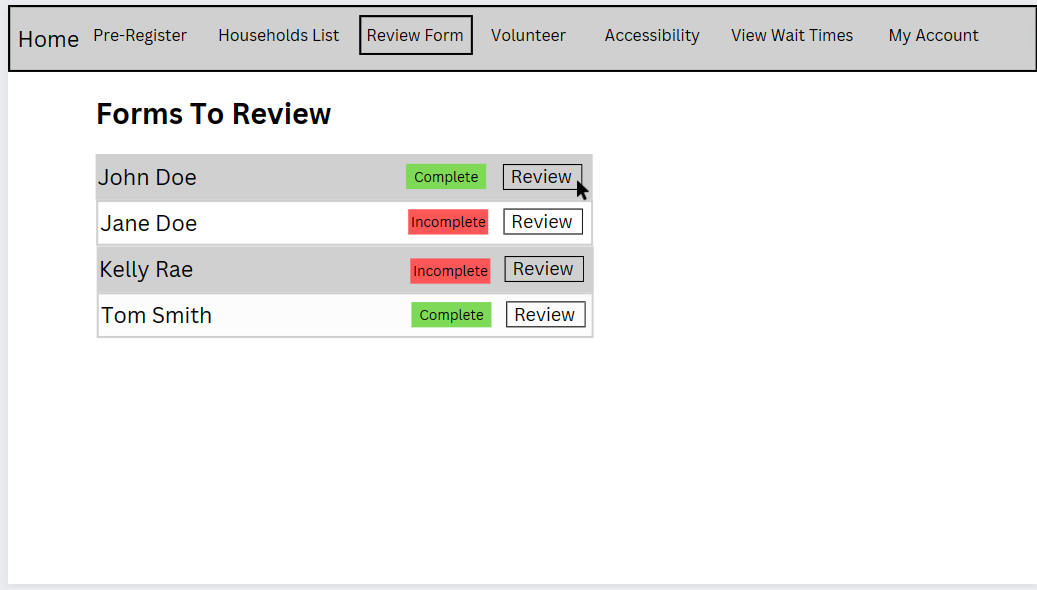 Home Pre-Register Households List Review Form Volunteer Accessibility View Wait Times My Account
Forms To Review
John Doe Complete Review
Jane Doe Incomplete Review
Kelly Rae Incomplete Review
Tom Smith Complete Review